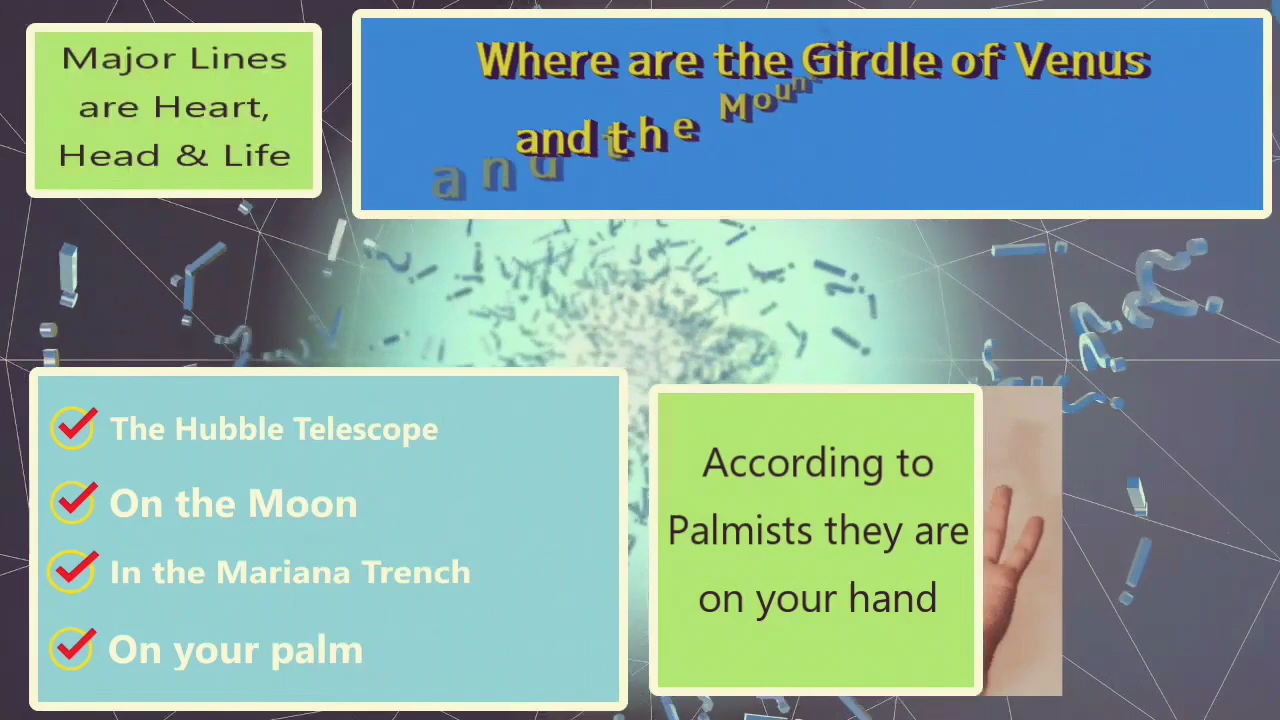 Major Lines
are Heart,
Head & Life
Where are the Girdle of Venus
and the Moun
The Hubble Telescope
On the Moon
In the Mariana Trench
On your palm
According to
Palmists they are
on your hand